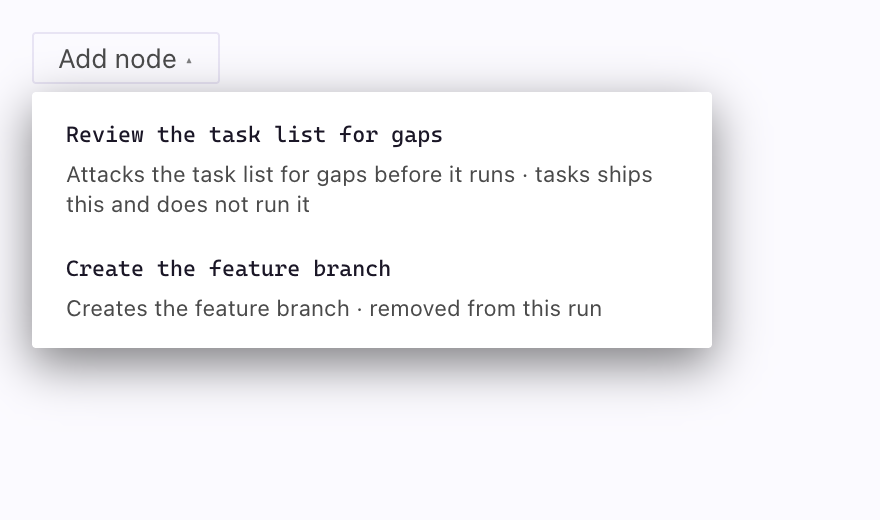 Add node ▴
Review the task list for gaps
Attacks the task list for gaps before it runs · tasks ships
this and does not run it
Create the feature branch
Creates the feature branch · removed from this run